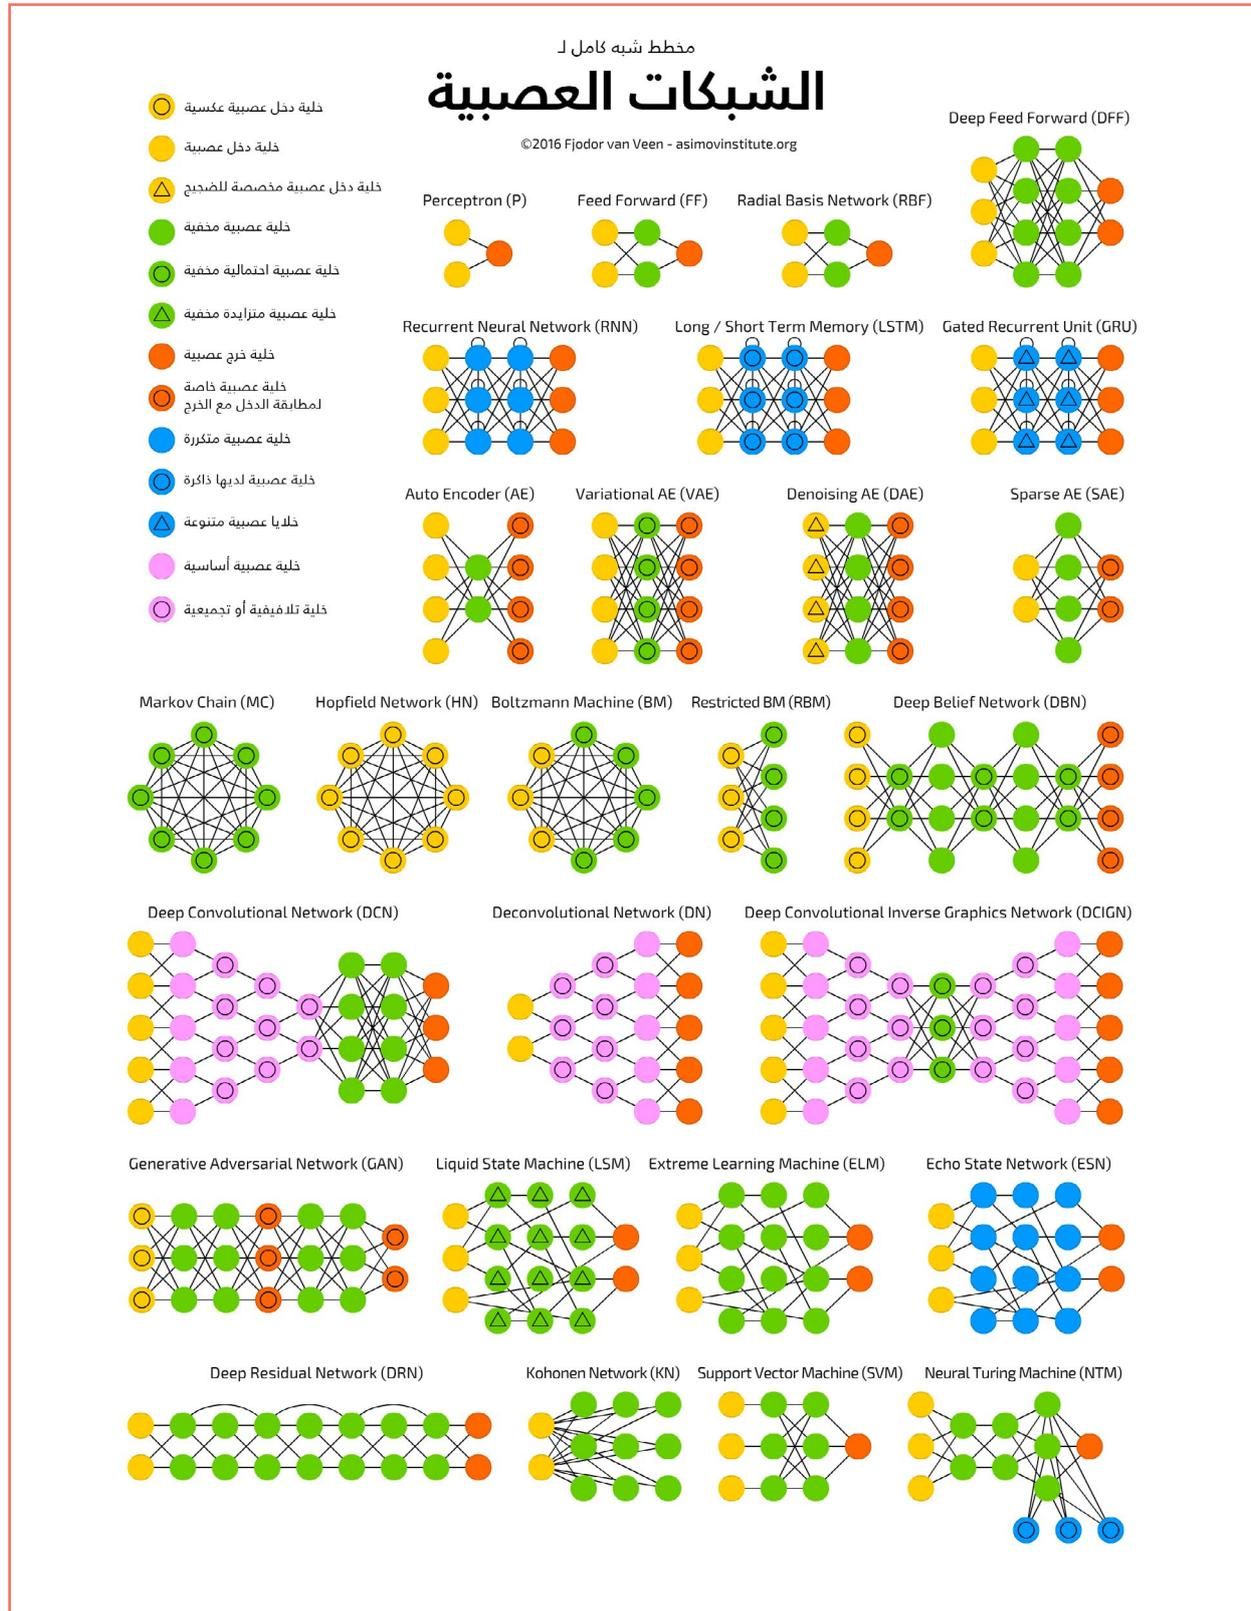 مخطط شبه كامل لـ
الشبكات العصبية
©2016 Fjodor van Veen - asimovinstitute.org
خلية دخل عصبية عكسية
خلية دخل عصبية
خلية دخل عصبية مخصصة للضجيج
خلية عصبية مخفية
خلية عصبية احتمالية مخفية
خلية عصبية متزايدة مخفية
خلية خرج عصبية
خلية عصبية خاصة
لمطابقة الدخل مع الخرج
خلية عصبية متكررة
خلية عصبية لديها ذاكرة
خلايا عصبية متنوعة
خلية عصبية أساسية
خلية تلافيفية أو تجميعية
Deep Feed Forward (DFF)
Perceptron (P)
Feed Forward (FF)
Radial Basis Network (RBF)
Recurrent Neural Network (RNN)
Long / Short Term Memory (LSTM)
Gated Recurrent Unit (GRU)
Auto Encoder (AE)
Variational AE (VAE)
Denoising AE (DAE)
Sparse AE (SAE)
Markov Chain (MC)
Hopfield Network (HN)
Boltzmann Machine (BM)
Restricted BM (RBM)
Deep Belief Network (DBN)
Deep Convolutional Network (DCN)
Deconvolutional Network (DN)
Deep Convolutional Inverse Graphics Network (DCIGN)
Generative Adversarial Network (GAN)
Liquid State Machine (LSM)
Extreme Learning Machine (ELM)
Echo State Network (ESN)
Deep Residual Network (DRN)
Kohonen Network (KN)
Support Vector Machine (SVM)
Neural Turing Machine (NTM)